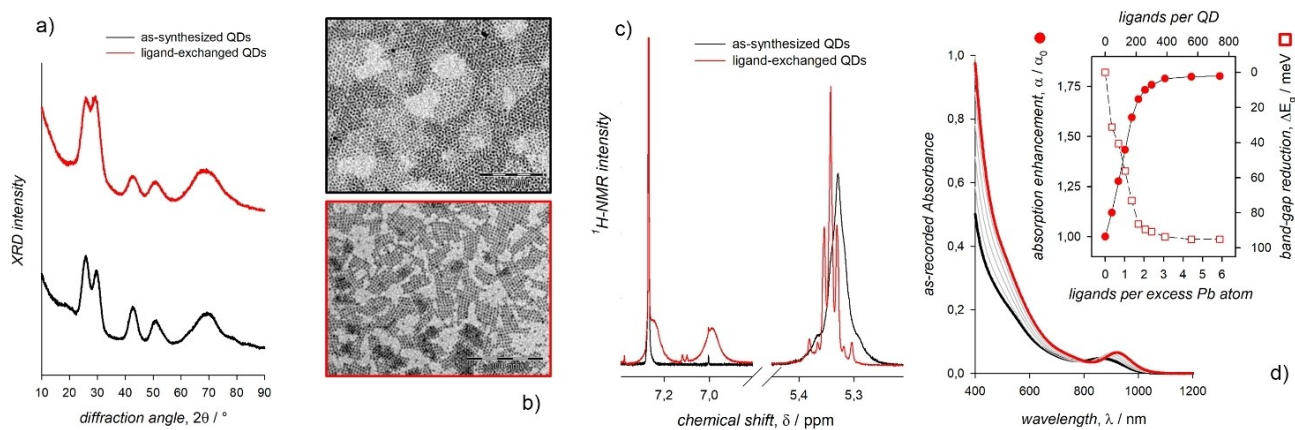 a)
as-synthesized QDs
ligand-exchanged QDs
XRD intensity
10 20 30 40 50 60 70 80 90
diffraction angle, 2θ / °
b)
c)
as-synthesized QDs
ligand-exchanged QDs
¹H-NMR intensity
7,2 7,0 5,4 5,3
chemical shift, δ / ppm
as-recorded Absorbance
1,0
0,8
0,6
0,4
0,2
0,0
400 600 800 1000 1200
wavelength, λ / nm
d)
ligands per QD
0 150 300 450 600 750
absorption enhancement, α / α₀
1,75
1,50
1,25
1,00
band-gap reduction, ΔEg / meV
0
20
40
60
80
100
0 1 2 3 4 5 6
ligands per excess Pb atom